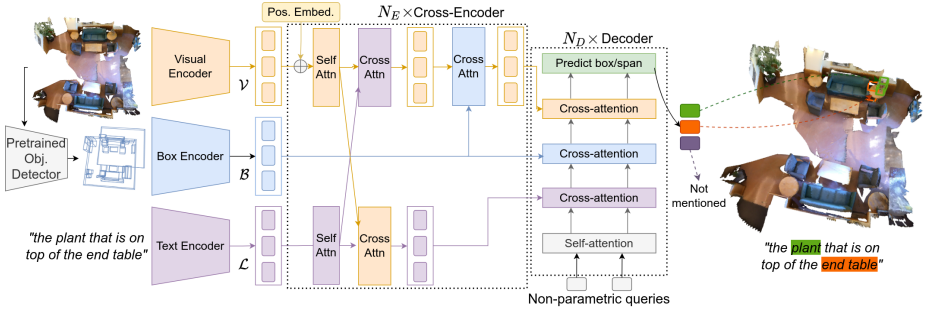 Pos. Embed.
N_E × Cross-Encoder
N_D × Decoder
Visual
Encoder
𝒱
Self
Attn
Cross
Attn
Cross
Attn
Predict box/span
Cross-attention
Pretrained
Obj.
Detector
Box Encoder
ℬ
Cross-attention
Not
mentioned
Cross-attention
"the plant that is on
top of the end table"
Text Encoder
ℒ
Self
Attn
Cross
Attn
Self-attention
Non-parametric queries
"the plant that is on
top of the end table"